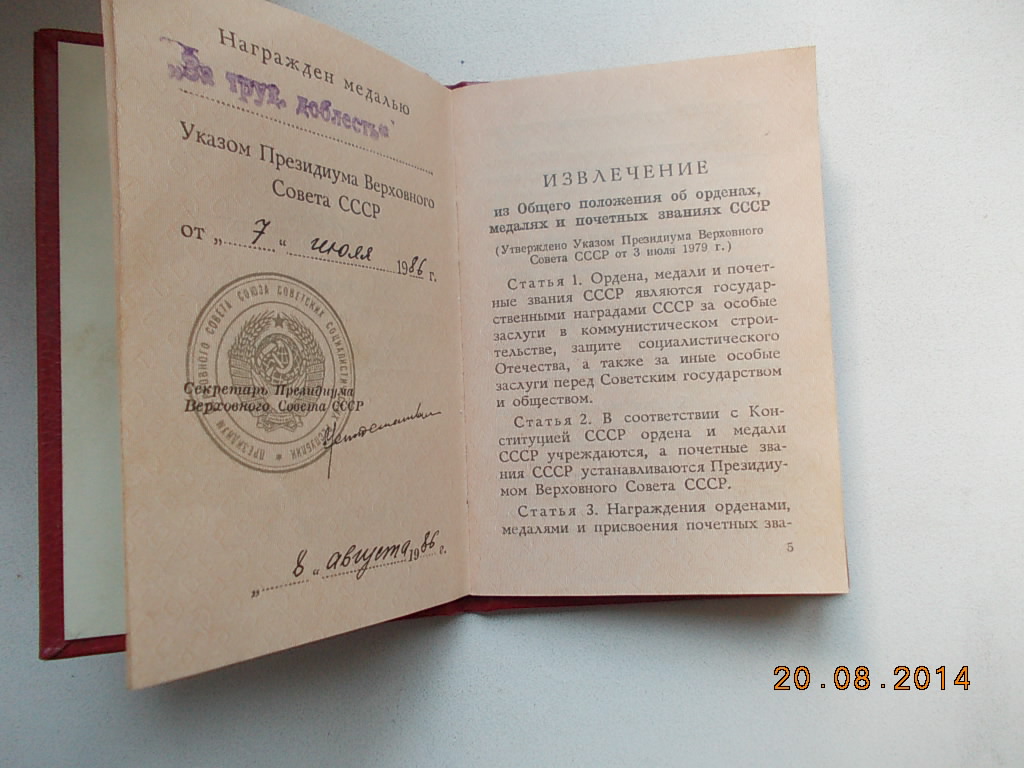 Награжден медалью
„За труд. доблесть“
Указом Президиума Верховного
Совета СССР
от „ 7 “ июля 1986 г.
Секретарь Президиума
Верховного Совета СССР
„ 8 “ августа 1986 г.
ИЗВЛЕЧЕНИЕ
из Общего положения об орденах,
медалях и почетных званиях СССР
(Утверждено Указом Президиума Верховного
Совета СССР от 3 июля 1979 г.)
Статья 1. Ордена, медали и почет-
ные звания СССР являются государ-
ственными наградами СССР за особые
заслуги в коммунистическом строи-
тельстве, защите социалистического
Отечества, а также за иные особые
заслуги перед Советским государством
и обществом.
Статья 2. В соответствии с Кон-
ституцией СССР ордена и медали
СССР учреждаются, а почетные зва-
ния СССР устанавливаются Президиу-
мом Верховного Совета СССР.
Статья 3. Награждения орденами,
медалями и присвоения почетных зва-
5
20.08.2014